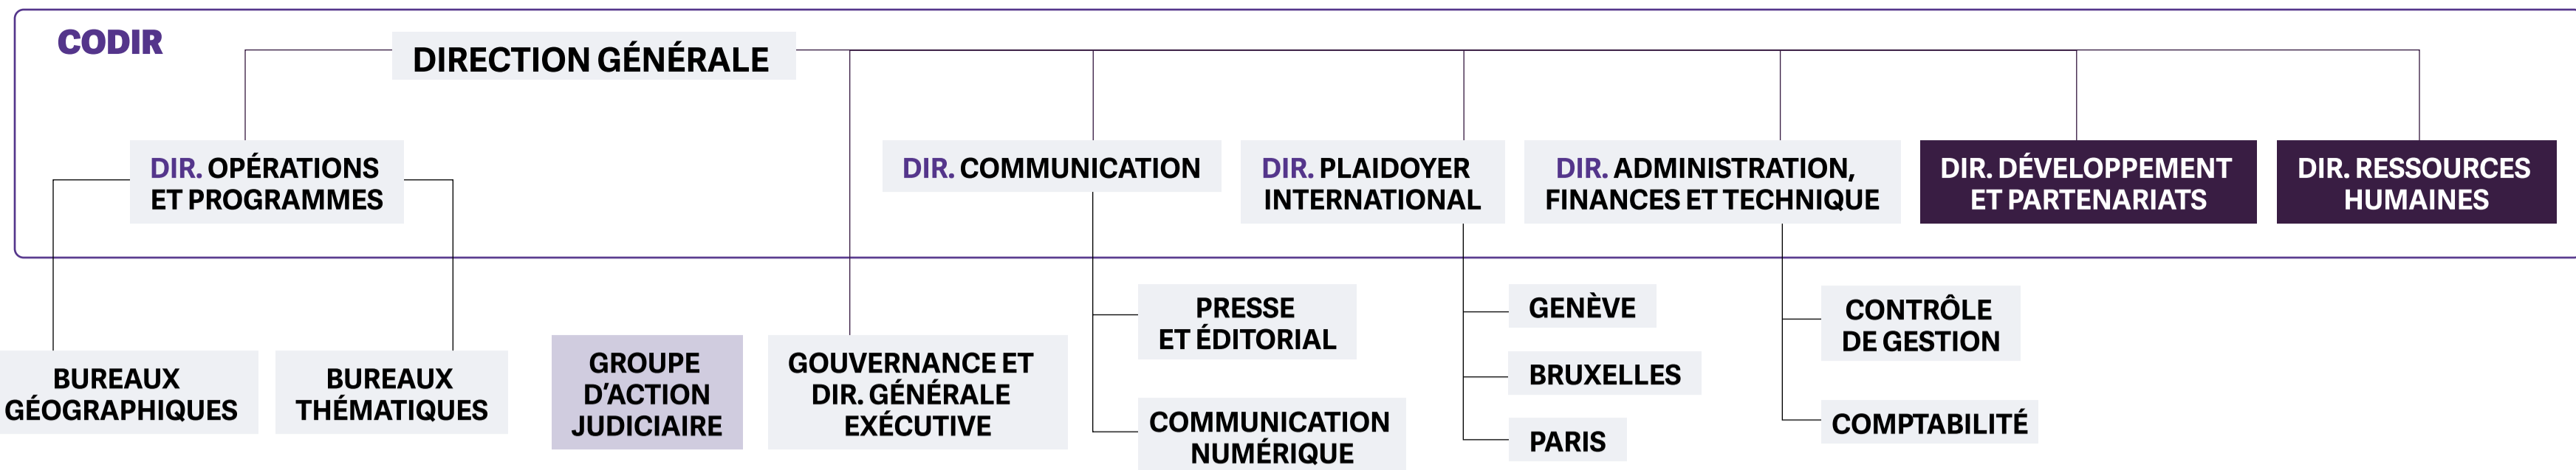 CODIR
DIRECTION GÉNÉRALE
DIR. OPÉRATIONS
ET PROGRAMMES
DIR. COMMUNICATION
DIR. PLAIDOYER
INTERNATIONAL
DIR. ADMINISTRATION,
FINANCES ET TECHNIQUE
DIR. DÉVELOPPEMENT
ET PARTENARIATS
DIR. RESSOURCES
HUMAINES
BUREAUX
GÉOGRAPHIQUES
BUREAUX
THÉMATIQUES
GROUPE
D’ACTION
JUDICIAIRE
GOUVERNANCE ET
DIR. GÉNÉRALE
EXÉCUTIVE
PRESSE
ET ÉDITORIAL
COMMUNICATION
NUMÉRIQUE
GENÈVE
BRUXELLES
PARIS
CONTRÔLE
DE GESTION
COMPTABILITÉ